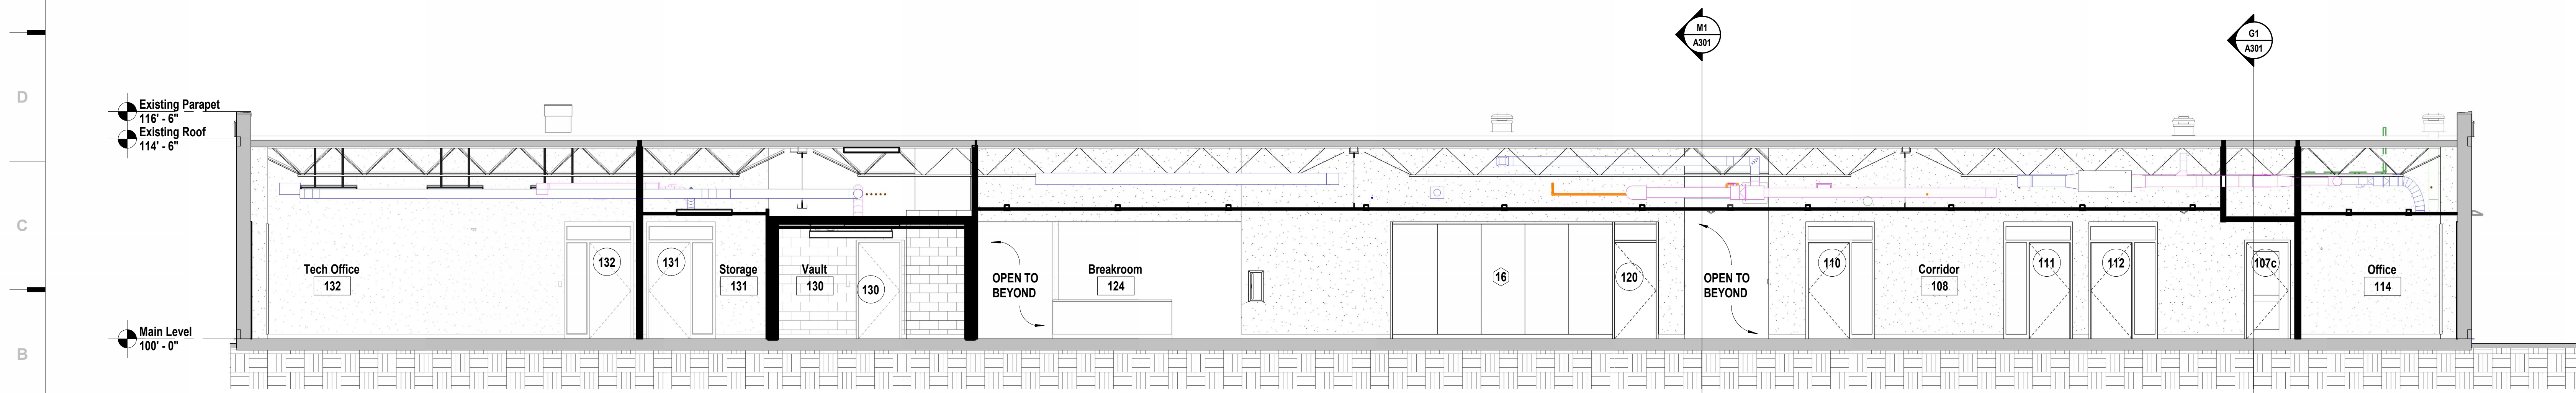 M1
A301
G1
A301
D
Existing Parapet
116' - 6"
Existing Roof
114' - 6"
C
Tech Office
132
132
131
Storage
131
Vault
130
130
OPEN TO
BEYOND
Breakroom
124
16
120
OPEN TO
BEYOND
110
Corridor
108
111
112
107c
Office
114
Main Level
100' - 0"
B